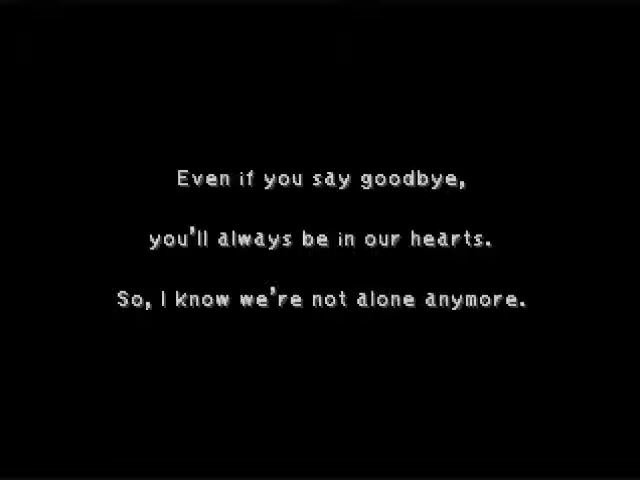 Even if you say goodbye,
you'll always be in our hearts.
So, I know we're not alone anymore.